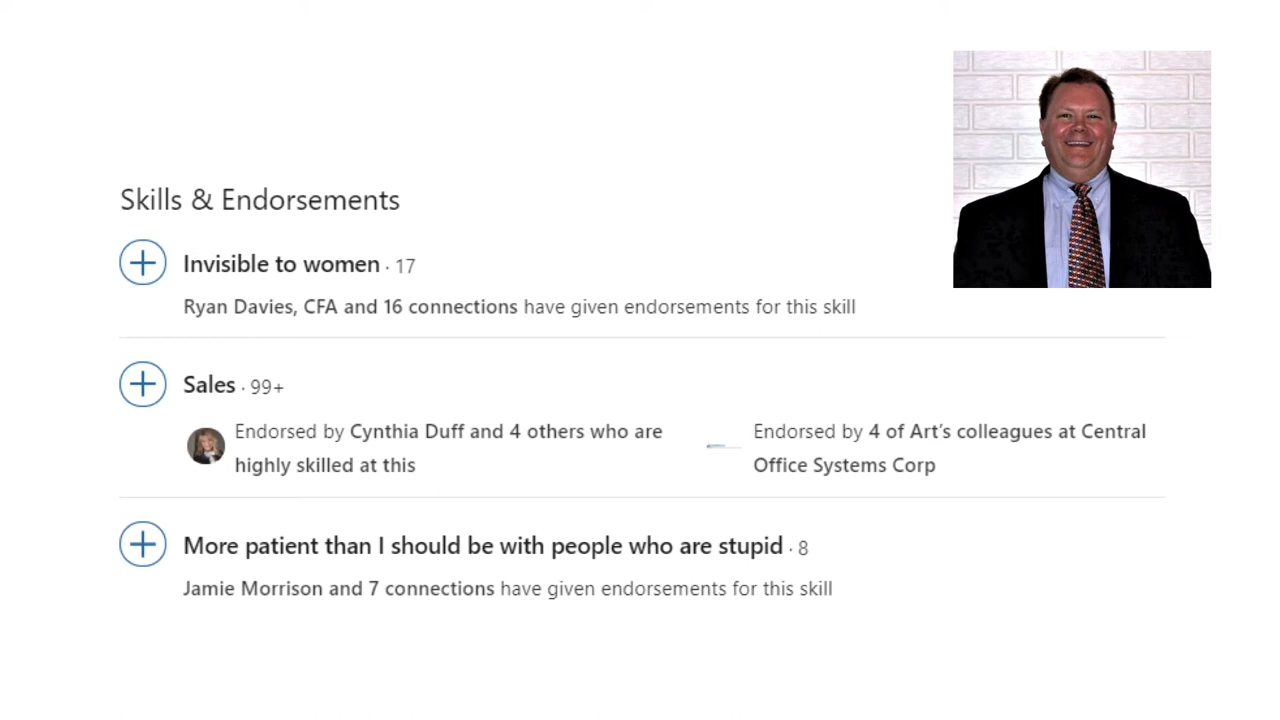 Skills & Endorsements
Invisible to women · 17
Ryan Davies, CFA and 16 connections have given endorsements for this skill
Sales · 99+
Endorsed by Cynthia Duff and 4 others who are
highly skilled at this
Endorsed by 4 of Art's colleagues at Central
Office Systems Corp
More patient than I should be with people who are stupid · 8
Jamie Morrison and 7 connections have given endorsements for this skill